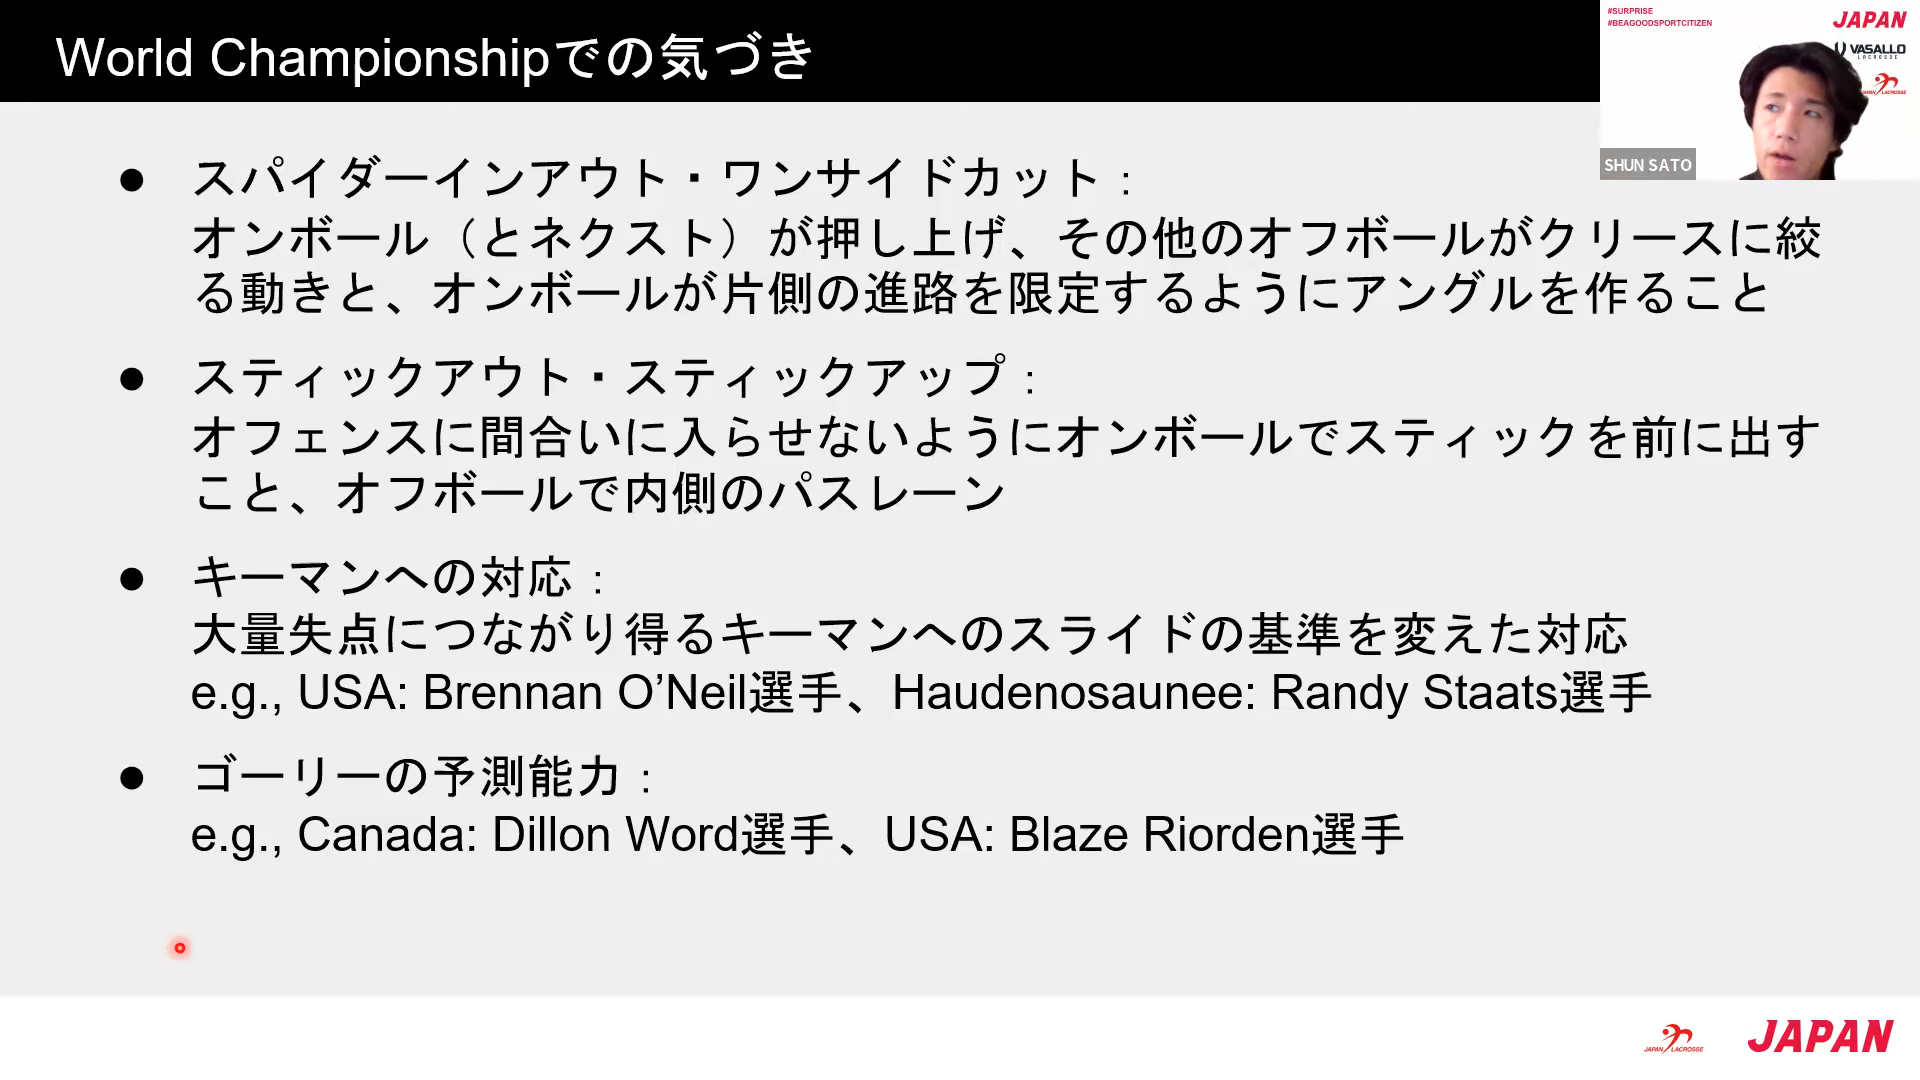 World Championshipでの気づき
#SURPRISE
#BEAGOODSPORTCITIZEN
JAPAN
VASALLO
LACROSSE
JAPAN LACROSSE
SHUN SATO
● スパイダーインアウト・ワンサイドカット：
オンボール（とネクスト）が押し上げ、その他のオフボールがクリースに絞
る動きと、オンボールが片側の進路を限定するようにアングルを作ること
● スティックアウト・スティックアップ：
オフェンスに間合いに入らせないようにオンボールでスティックを前に出す
こと、オフボールで内側のパスレーン
● キーマンへの対応：
大量失点につながり得るキーマンへのスライドの基準を変えた対応
e.g., USA: Brennan O’Neil選手、Haudenosaunee: Randy Staats選手
● ゴーリーの予測能力：
e.g., Canada: Dillon Word選手、USA: Blaze Riorden選手
JAPAN LACROSSE
JAPAN